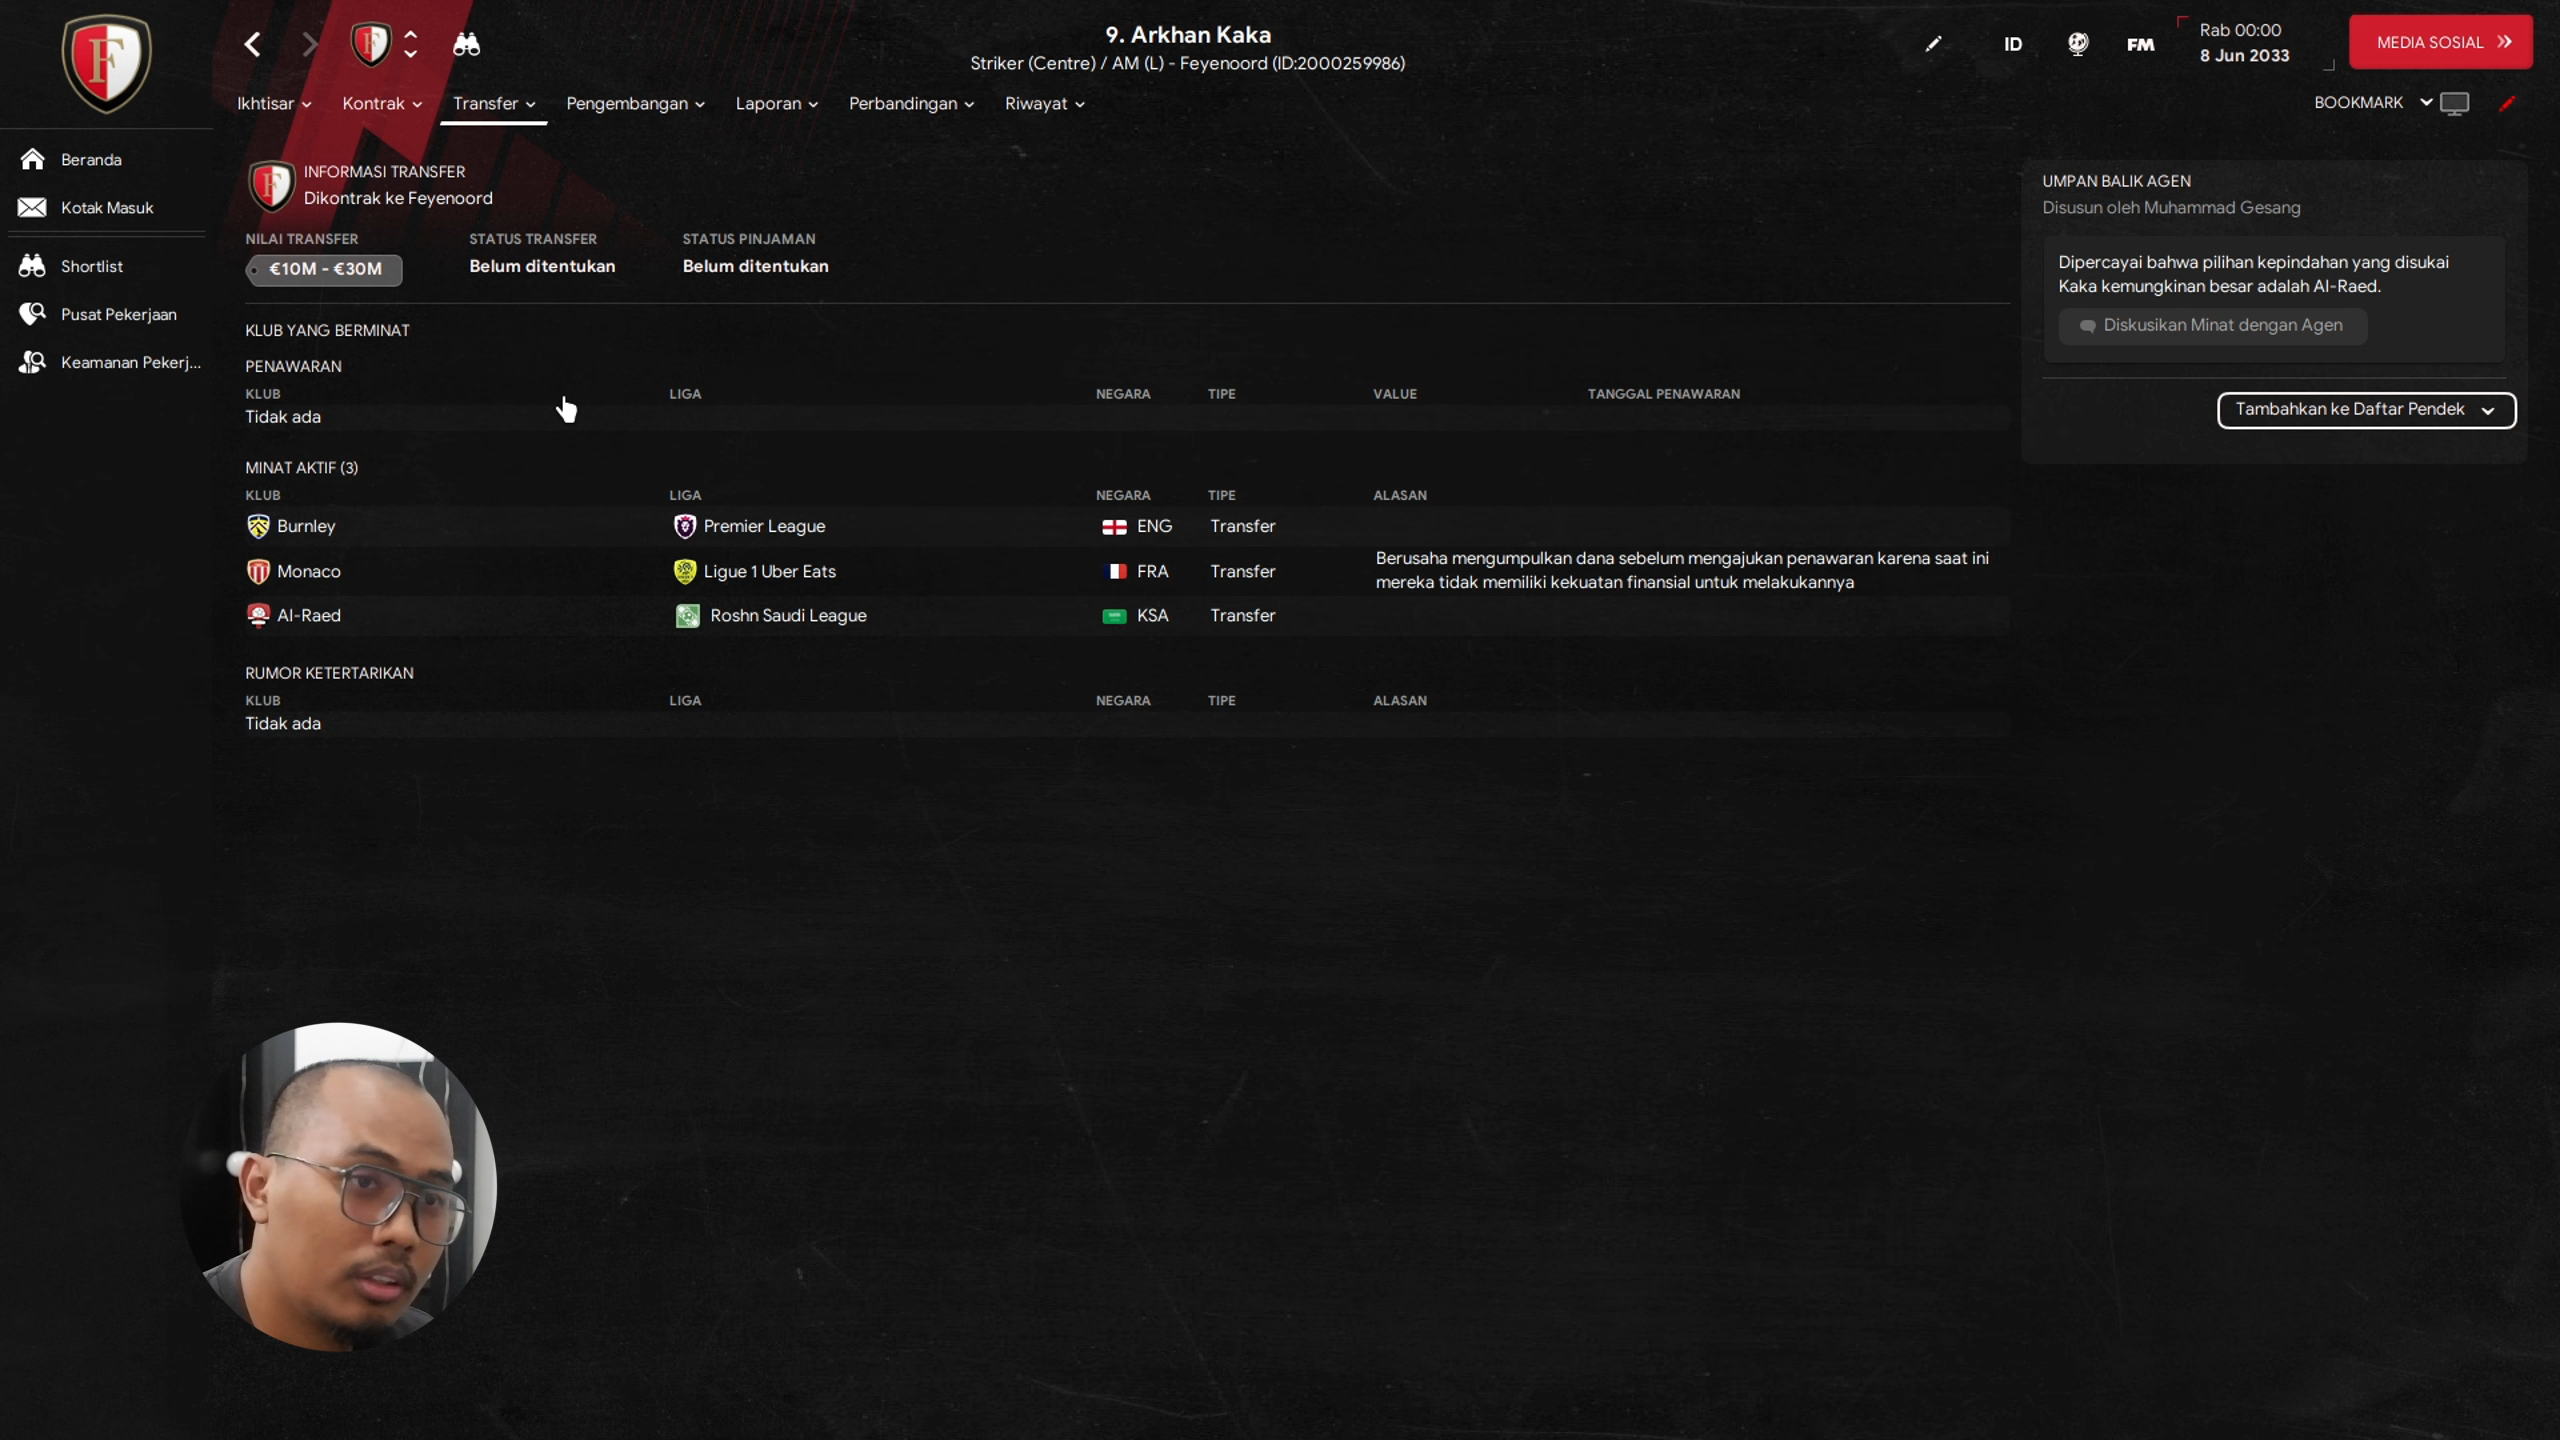 9. Arkhan Kaka
Striker (Centre) / AM (L) - Feyenoord (ID:2000259986)
ID
FM
Rab 00:00
8 Jun 2033
MEDIA SOSIAL
Ikhtisar
Kontrak
Transfer
Pengembangan
Laporan
Perbandingan
Riwayat
BOOKMARK
Beranda
Kotak Masuk
Shortlist
Pusat Pekerjaan
Keamanan Pekerj...
INFORMASI TRANSFER
Dikontrak ke Feyenoord
NILAI TRANSFER STATUS TRANSFER STATUS PINJAMAN
€10M - €30M Belum ditentukan Belum ditentukan
KLUB YANG BERMINAT
PENAWARAN
KLUB LIGA NEGARA TIPE VALUE TANGGAL PENAWARAN
Tidak ada
MINAT AKTIF (3)
KLUB LIGA NEGARA TIPE ALASAN
Burnley Premier League ENG Transfer
Monaco Ligue 1 Uber Eats FRA Transfer Berusaha mengumpulkan dana sebelum mengajukan penawaran karena saat ini
mereka tidak memiliki kekuatan finansial untuk melakukannya
Al-Raed Roshn Saudi League KSA Transfer
RUMOR KETERTARIKAN
KLUB LIGA NEGARA TIPE ALASAN
Tidak ada
UMPAN BALIK AGEN
Disusun oleh Muhammad Gesang
Dipercayai bahwa pilihan kepindahan yang disukai
Kaka kemungkinan besar adalah Al-Raed.
Diskusikan Minat dengan Agen
Tambahkan ke Daftar Pendek